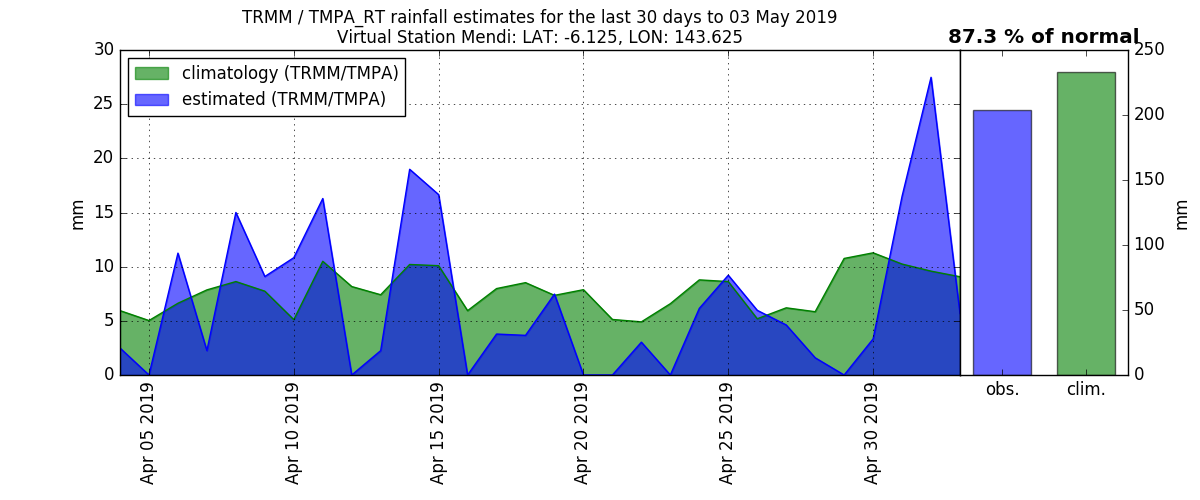 TRMM / TMPA_RT rainfall estimates for the last 30 days to 03 May 2019
Virtual Station Mendi: LAT: -6.125, LON: 143.625
87.3 % of normal
climatology (TRMM/TMPA)
estimated (TRMM/TMPA)
30
25
20
15
10
5
0
mm
Apr 05 2019
Apr 10 2019
Apr 15 2019
Apr 20 2019
Apr 25 2019
Apr 30 2019
250
200
150
100
50
0
mm
obs.
clim.